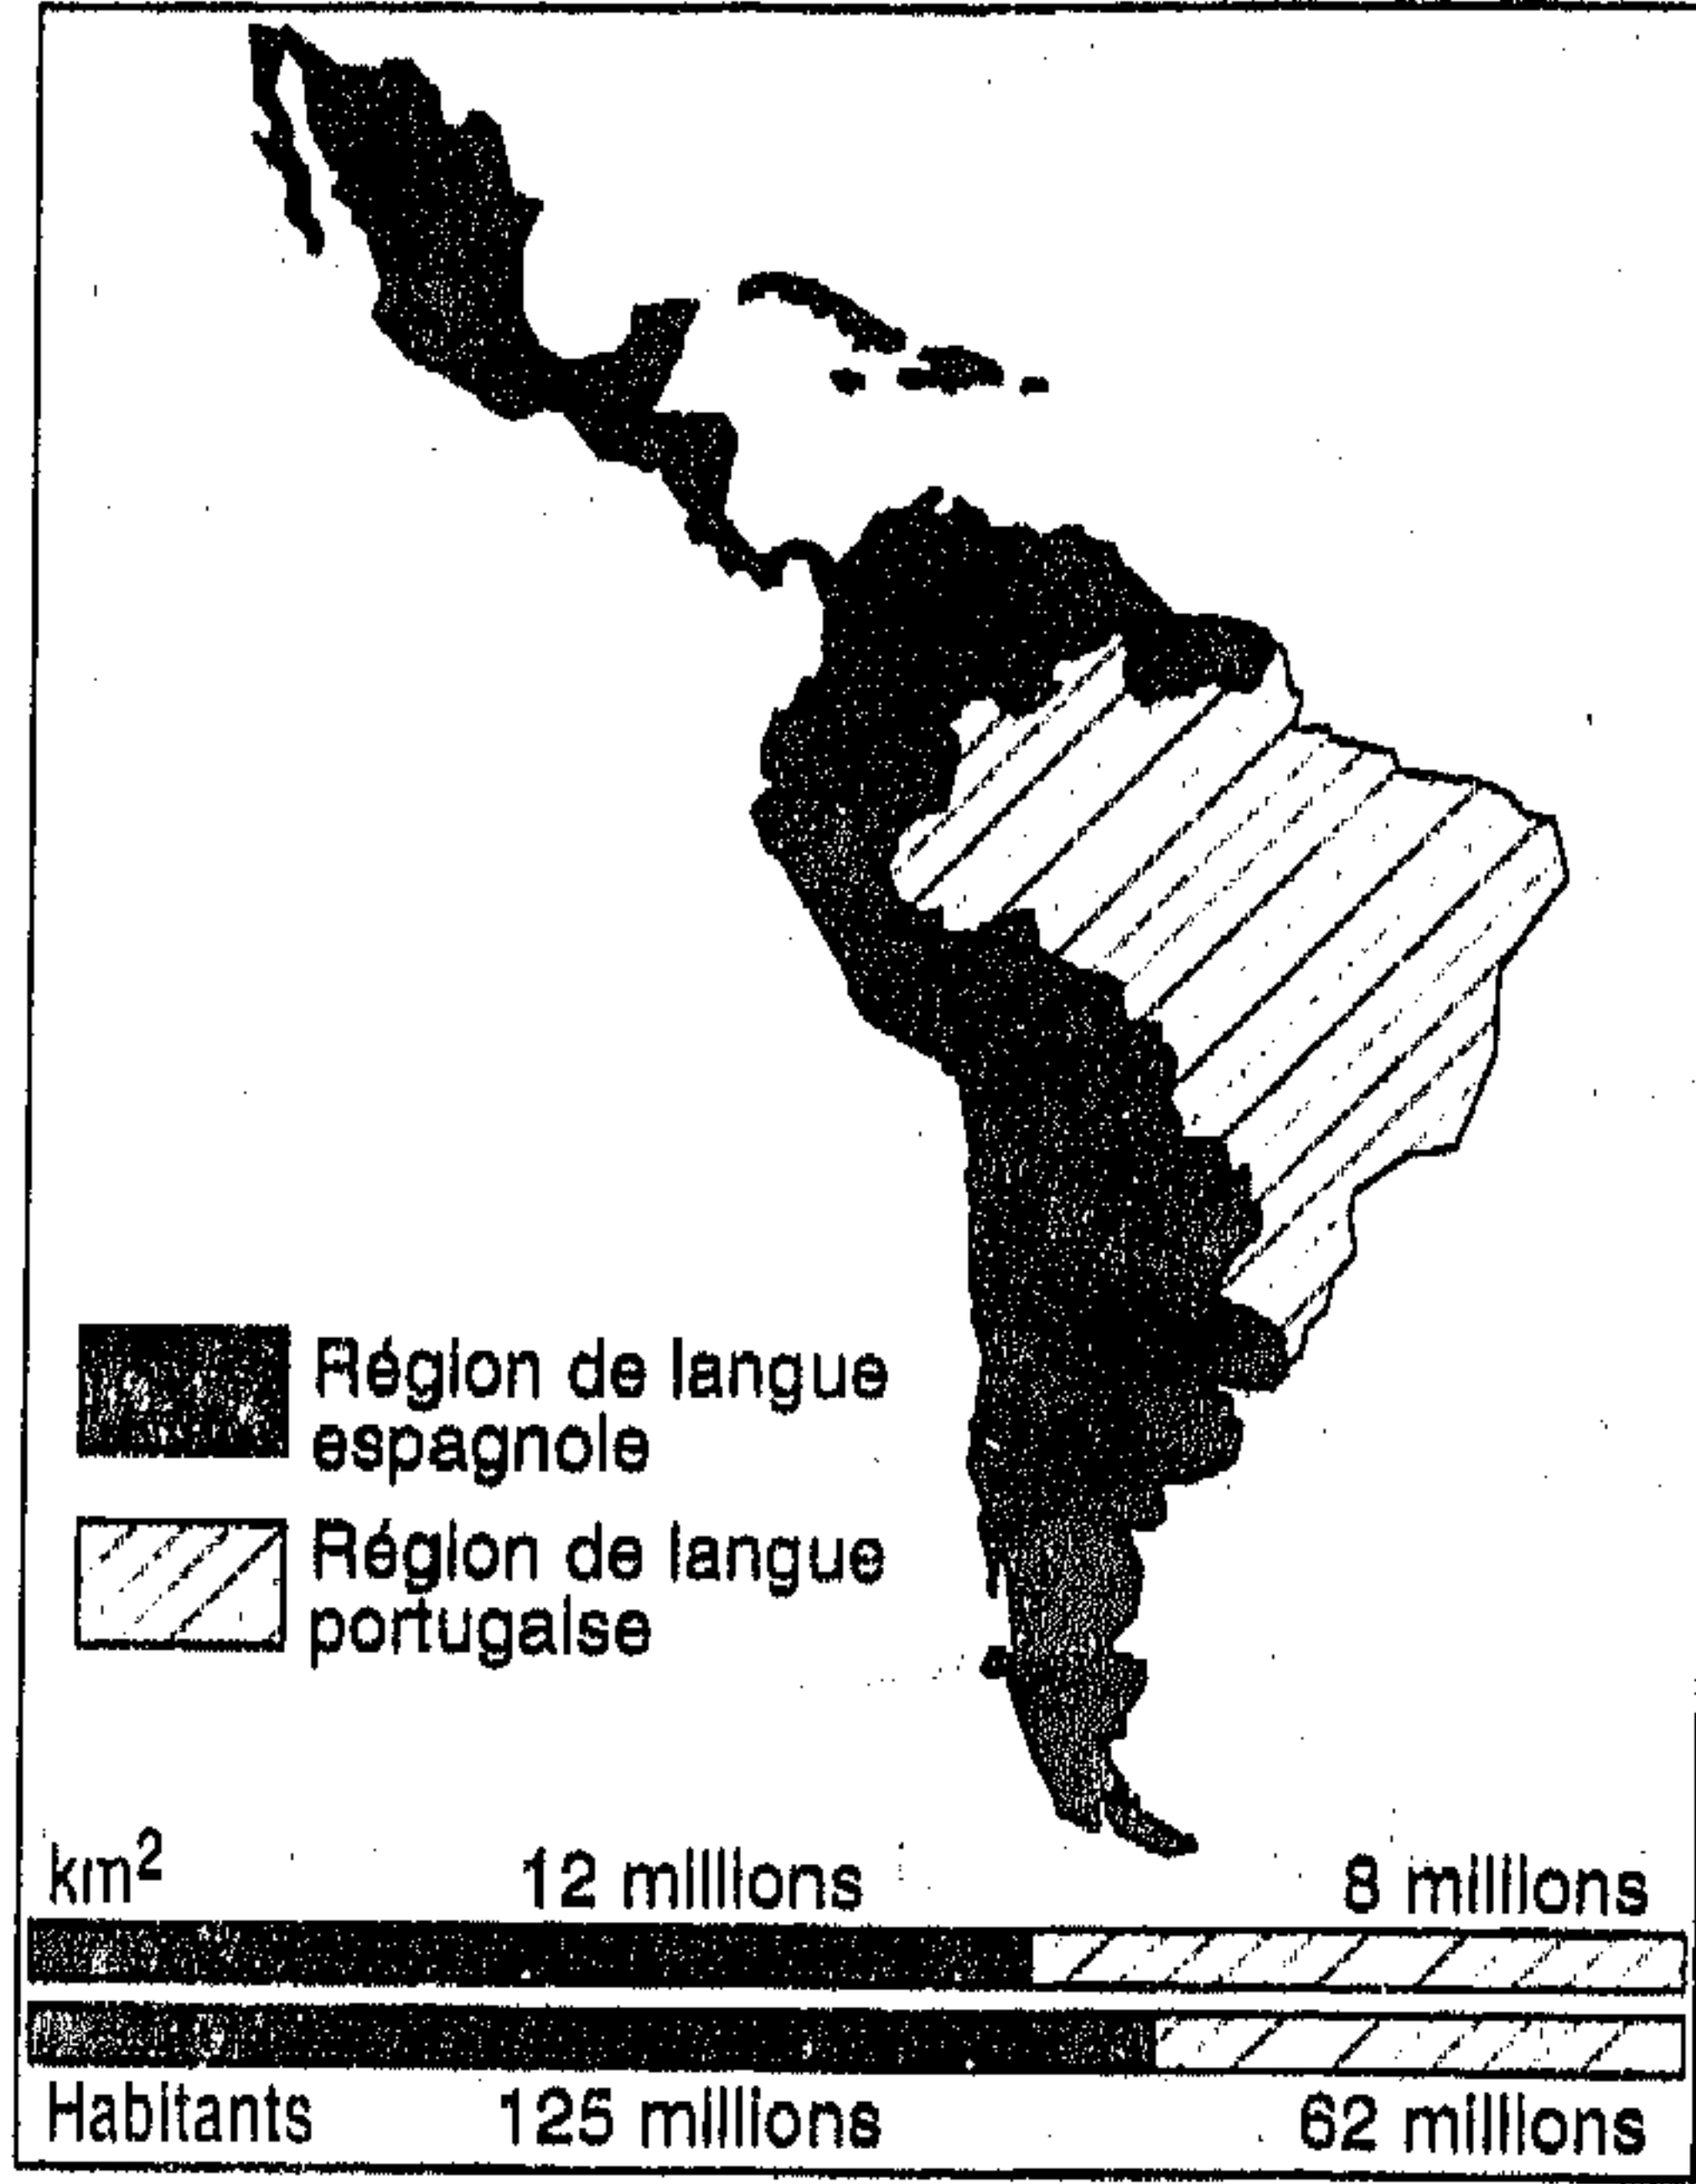 Région de langue
espagnole
Région de langue
portugaise
km² 12 millions 8 millions
Habitants 125 millions 62 millions